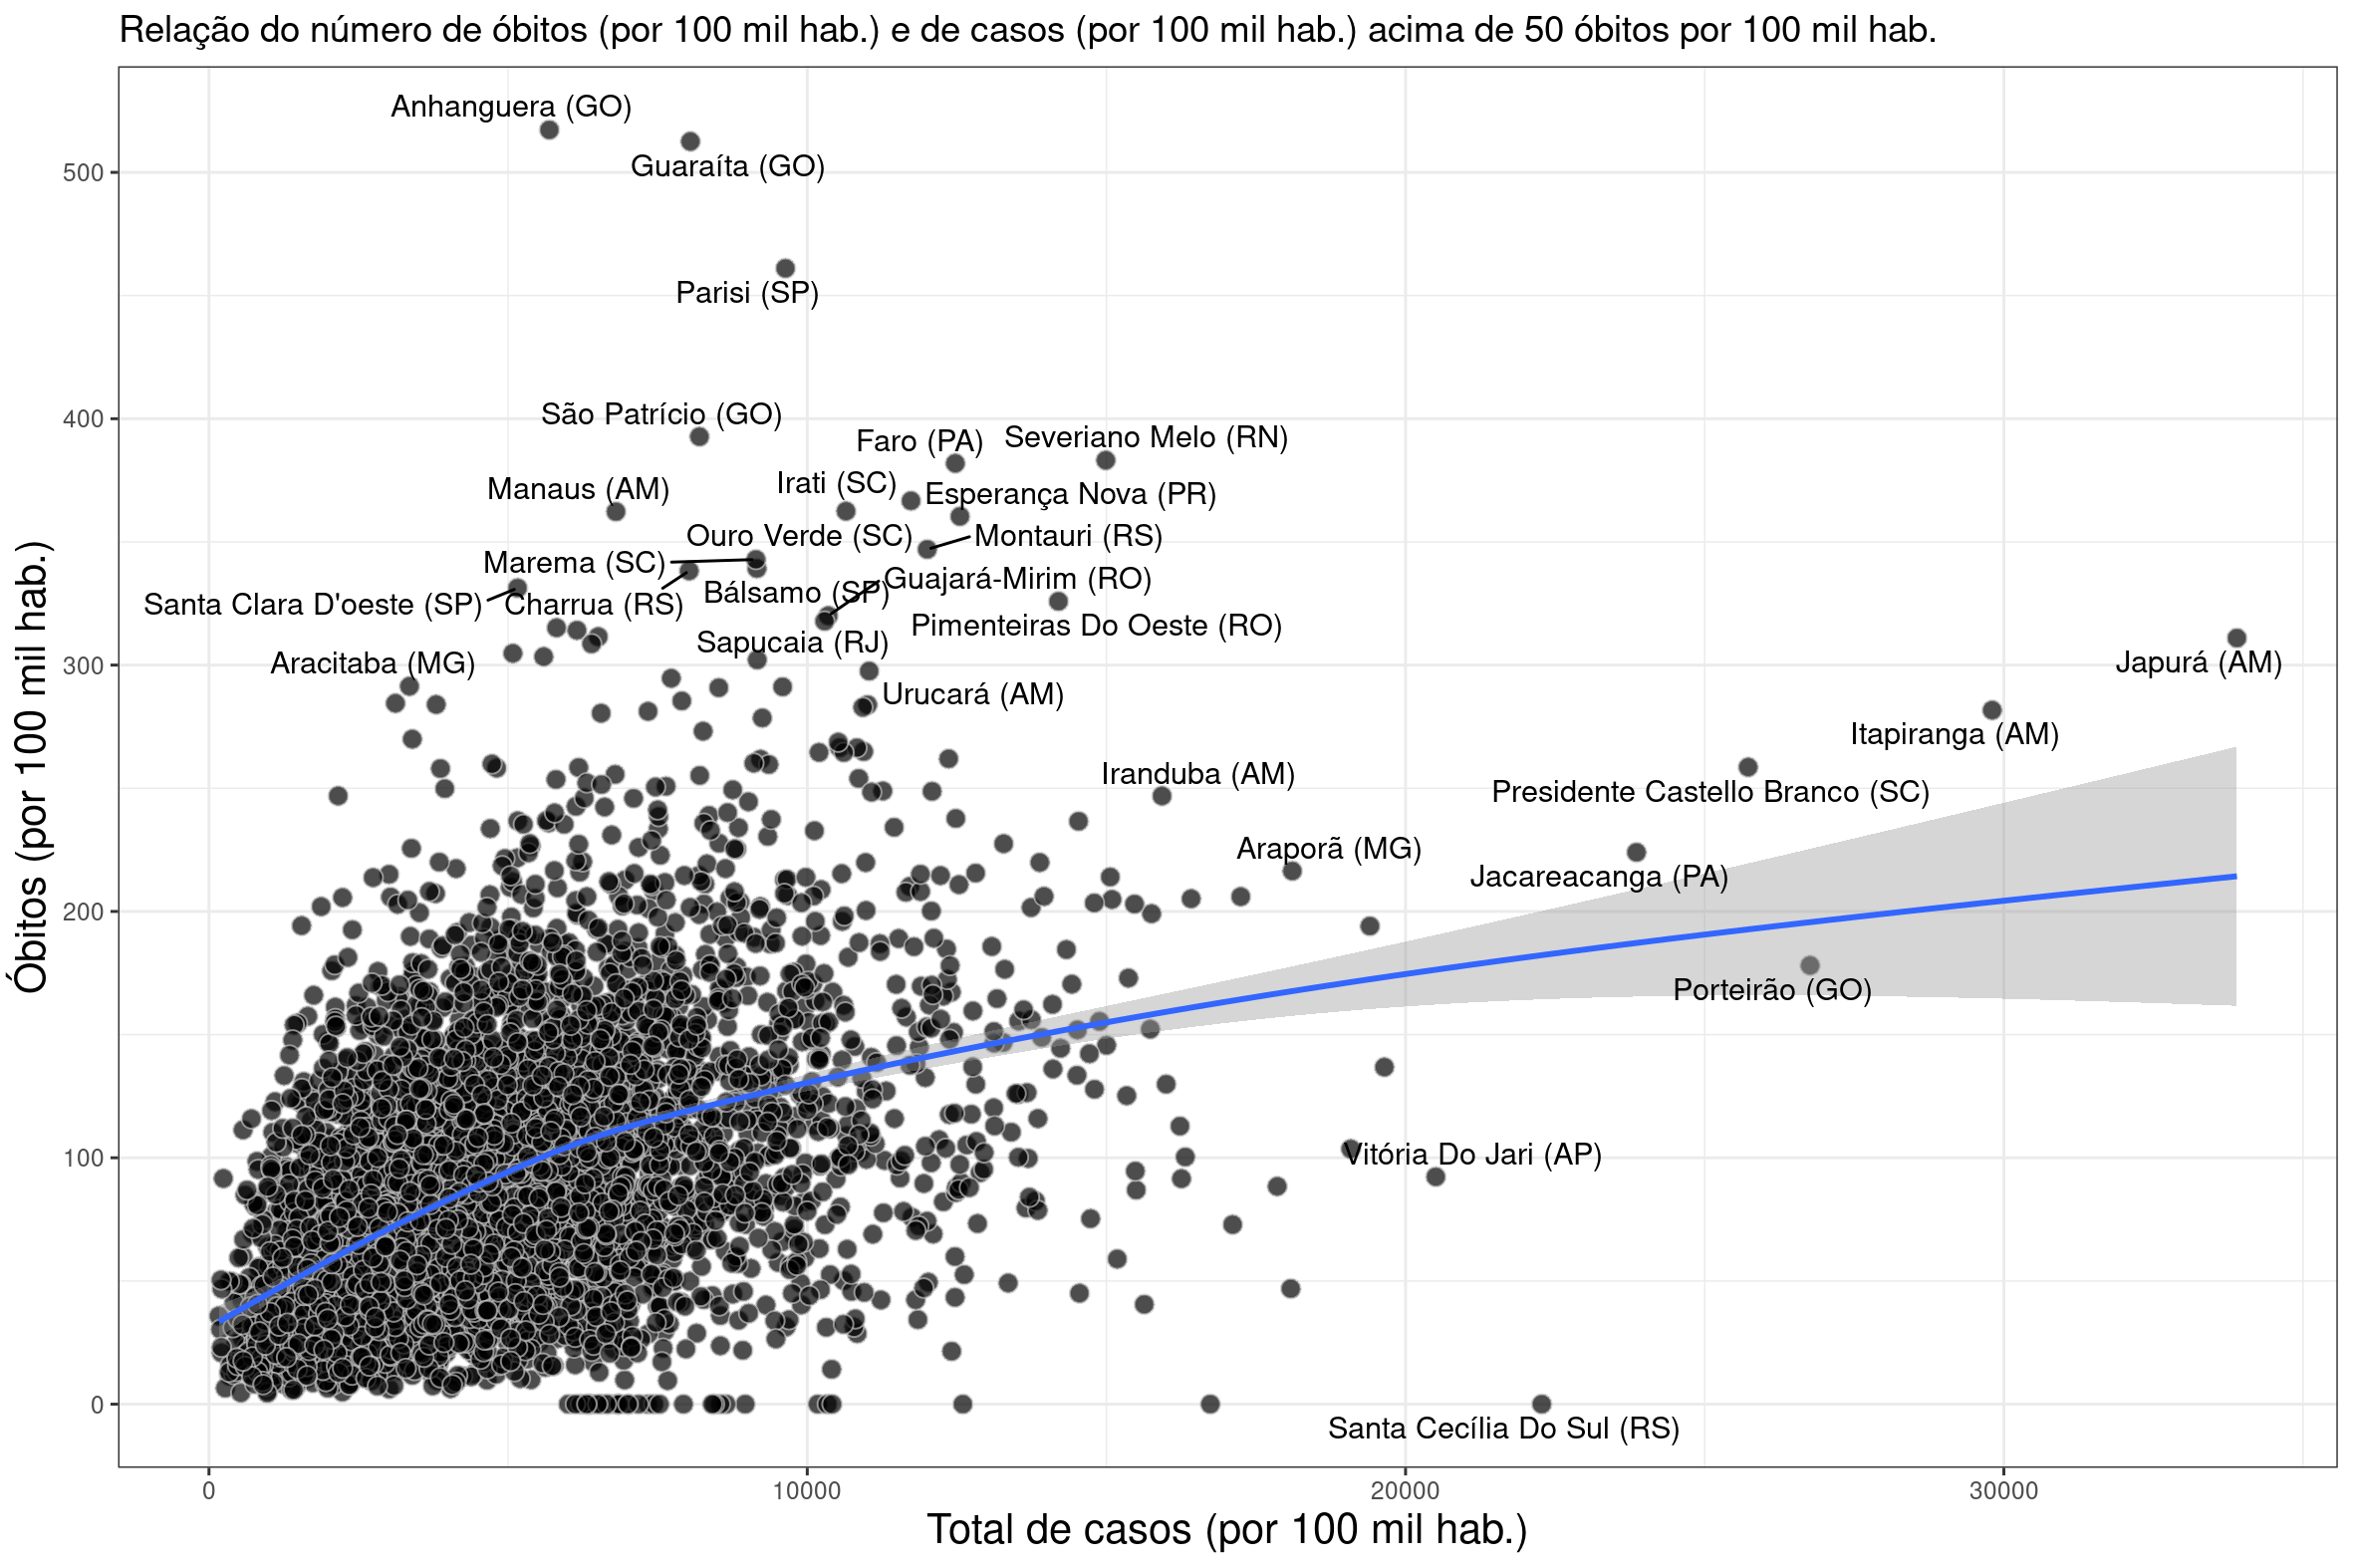 Relação do número de óbitos (por 100 mil hab.) e de casos (por 100 mil hab.) acima de 50 óbitos por 100 mil hab.
Anhanguera (GO)
Guaraíta (GO)
500
Parisi (SP)
São Patrício (GO)
400
Faro (PA)
Severiano Melo (RN)
Manaus (AM)
Irati (SC)
Esperança Nova (PR)
Ouro Verde (SC)
Montauri (RS)
Marema (SC)
Guajará-Mirim (RO)
Bálsamo (SP)
Santa Clara D'oeste (SP)
Charrua (RS)
Pimenteiras Do Oeste (RO)
Sapucaia (RJ)
Aracitaba (MG)
300
Japurá (AM)
Urucará (AM)
Itapiranga (AM)
Iranduba (AM)
Presidente Castello Branco (SC)
Araporã (MG)
Jacareacanga (PA)
200
Porteirão (GO)
Vitória Do Jari (AP)
100
0
Santa Cecília Do Sul (RS)
Óbitos (por 100 mil hab.)
0
10000
20000
30000
Total de casos (por 100 mil hab.)